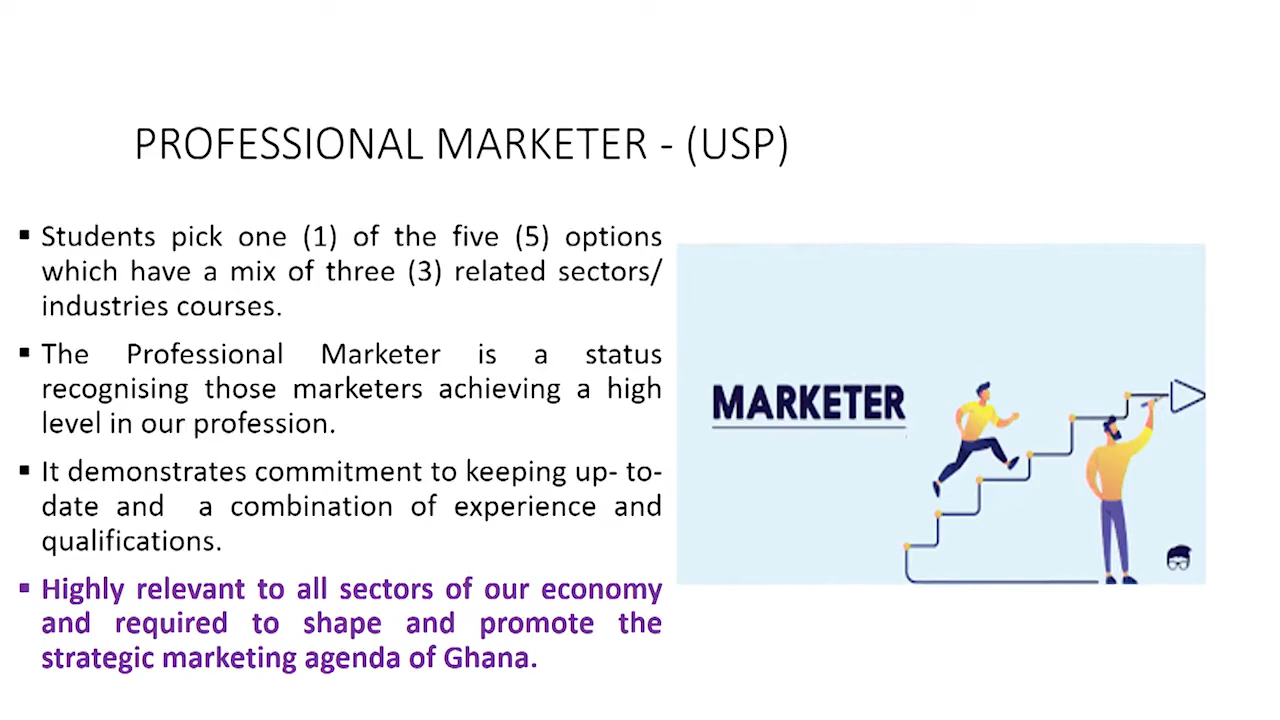 PROFESSIONAL MARKETER - (USP)
▪ Students pick one (1) of the five (5) options
which have a mix of three (3) related sectors/
industries courses.
▪ The Professional Marketer is a status
recognising those marketers achieving a high
level in our profession.
▪ It demonstrates commitment to keeping up- to-
date and a combination of experience and
qualifications.
▪ Highly relevant to all sectors of our economy
and required to shape and promote the
strategic marketing agenda of Ghana.
MARKETER